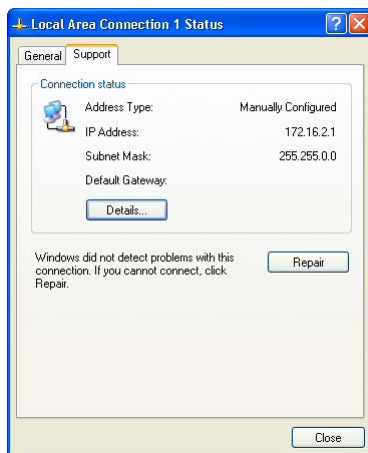 Local Area Connection 1 Status
General Support
Connection status
Address Type: Manually Configured
IP Address: 172.16.2.1
Subnet Mask: 255.255.0.0
Default Gateway:
Details...
Windows did not detect problems with this
connection. If you cannot connect, click
Repair.
Repair
Close